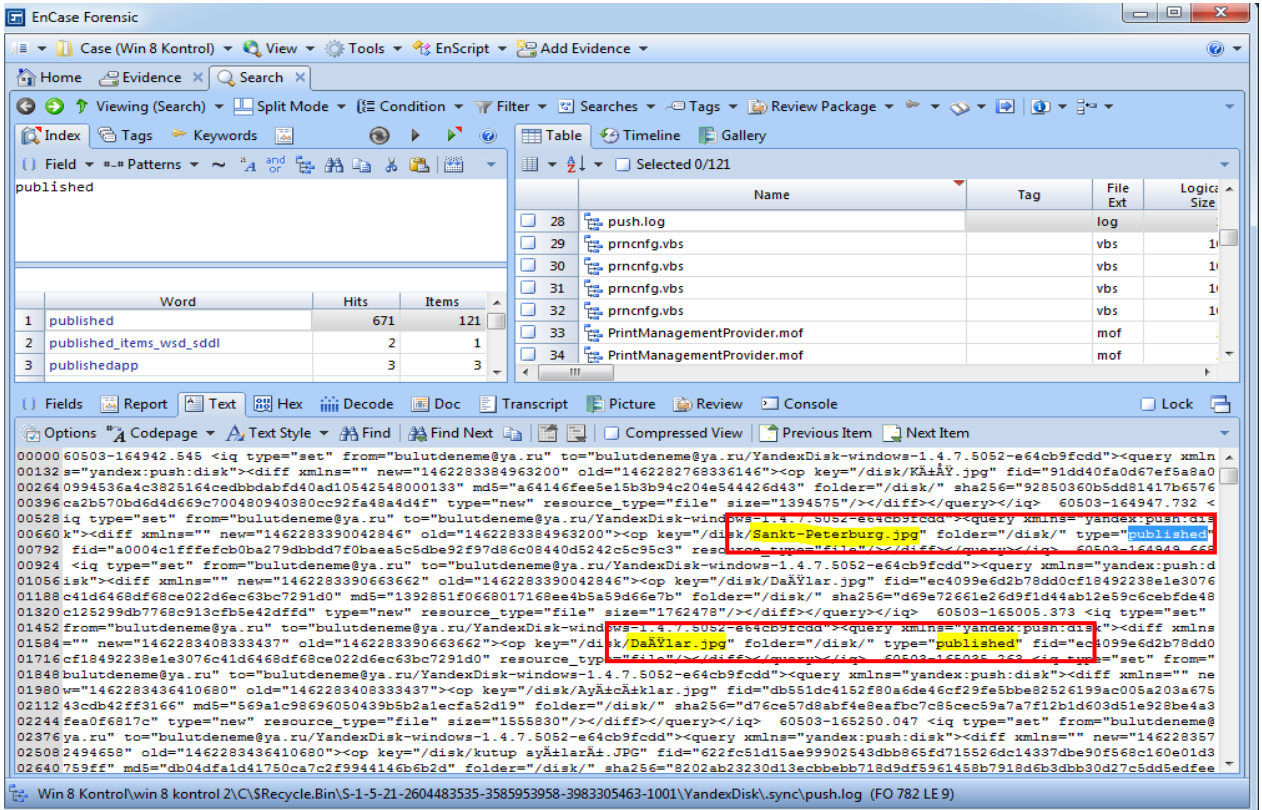 EnCase Forensic
Case (Win 8 Kontrol) View Tools EnScript Add Evidence
Home Evidence Search
Viewing (Search) Split Mode Condition Filter Searches Tags Review Package
Index Tags Keywords
Table Timeline Gallery
Field #-# Patterns
Selected 0/121
published
Name Tag File Ext Logica Size
28 push.log log
29 prncnfg.vbs vbs
30 prncnfg.vbs vbs
31 prncnfg.vbs vbs
32 prncnfg.vbs vbs
33 PrintManagementProvider.mof mof
34 PrintManagementProvider.mof mof
Word Hits Items
1 published 671 121
2 published_items_wsd_sddl 2 1
3 publishedapp 3 3
Fields Report Text Hex Decode Doc Transcript Picture Review Console Lock
Options Codepage Text Style Find Find Next Compressed View Previous Item Next Item
00000 60503-164942.545 <iq type="set" from="bulutdeneme@ya.ru" to="bulutdeneme@ya.ru/YandexDisk-windows-1.4.7.5052-e64cb9fcdd"><query xmln
00132 s="yandex:push:disk"><diff xmlns="" new="1462283384963200" old="1462282768336146"><op key="/disk/KÄ±ÅŸ.jpg" fid="91dd40fa0d67ef5a8a0
00264 0994536a4c3825164cedbbdabfd40ad10542548000133" md5="a64146fee5e15b3b94c204e544426d43" folder="/disk/" sha256="92850360b5dd81417b6576
00396 ca2b570bd6d4d669c700480940380cc92fa48a4d4f" type="new" resource_type="file" size="1394575"/></diff></query></iq> 60503-164947.732 <
00528 iq type="set" from="bulutdeneme@ya.ru" to="bulutdeneme@ya.ru/YandexDisk-windows-1.4.7.5052-e64cb9fcdd"><query xmlns="yandex:push:dis
00660 k"><diff xmlns="" new="1462283390042846" old="1462283384963200"><op key="/disk/Sankt-Peterburg.jpg" folder="/disk/" type="published"
00792 fid="a0004c1fffefcb0ba279dbbdd7f0baea5c5dbe92f97d86c08440d5242c5c95c3" resource_type="file"/></diff></query></iq> 60503-164949.668
00924 <iq type="set" from="bulutdeneme@ya.ru" to="bulutdeneme@ya.ru/YandexDisk-windows-1.4.7.5052-e64cb9fcdd"><query xmlns="yandex:push:d
01056 isk"><diff xmlns="" new="1462283390663662" old="1462283390042846"><op key="/disk/DaÄŸlar.jpg" fid="ec4099e6d2b78dd0cf18492238e1e3076
01188 c41d6468df68ce022d6ec63bc7291d0" md5="1392851f0668017168ee4b5a59d66e7b" folder="/disk/" sha256="d69e72661e26d9f1d44ab12e59c6cebfde48
01320 c125299db7768c913cfb5e42dffd" type="new" resource_type="file" size="1762478"/></diff></query></iq> 60503-165005.373 <iq type="set"
01452 from="bulutdeneme@ya.ru" to="bulutdeneme@ya.ru/YandexDisk-windows-1.4.7.5052-e64cb9fcdd"><query xmlns="yandex:push:disk"><diff xmlns
01584 ="" new="1462283408333437" old="1462283390663662"><op key="/disk/DaÄŸlar.jpg" folder="/disk/" type="published" fid="ec4099e6d2b78dd0
01716 cf18492238e1e3076c41d6468df68ce022d6ec63bc7291d0" resource_type="file"/></diff></query></iq> 60503-165035.263 <iq type="set" from="
01848 bulutdeneme@ya.ru" to="bulutdeneme@ya.ru/YandexDisk-windows-1.4.7.5052-e64cb9fcdd"><query xmlns="yandex:push:disk"><diff xmlns="" ne
01980 w="1462283436410680" old="1462283408333437"><op key="/disk/AyÄ±cÄ±klar.jpg" fid="db551dc4152f80a6de46cf29fe5bbe82526199ac005a203a675
02112 43cdb42ff3166" md5="569a1c98696050439b5b2a1ecfa52d19" folder="/disk/" sha256="d76ce57d8abf4e8eafbc7c85cec59a7a7f12b1d603d51e928be4a3
02244 fea0f6817c" type="new" resource_type="file" size="1555830"/></diff></query></iq> 60503-165250.047 <iq type="set" from="bulutdeneme@
02376 ya.ru" to="bulutdeneme@ya.ru/YandexDisk-windows-1.4.7.5052-e64cb9fcdd"><query xmlns="yandex:push:disk"><diff xmlns="" new="146228357
02508 2494658" old="1462283436410680"><op key="/disk/kutup ayÄ±larÄ±.JPG" fid="622fc51d15ae99902543dbb865fd715526dc14337dbe90f568c160e01d3
02640 759ff" md5="db04dfa1d41750ca7c2f9944146b6b2d" folder="/disk/" sha256="8202ab23230d13ecbbebb718d9df5961458b7918d6b3dbb30d27c5dd5edfee
Win 8 Kontrol\win 8 kontrol 2\C\$Recycle.Bin\S-1-5-21-2604483535-3585953958-3983305463-1001\YandexDisk\.sync\push.log (FO 782 LE 9)